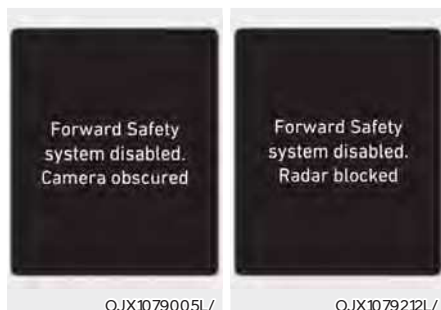 Forward Safety
system disabled.
Camera obscured
Forward Safety
system disabled.
Radar blocked
OJX1079005L/
OJX1079212L/